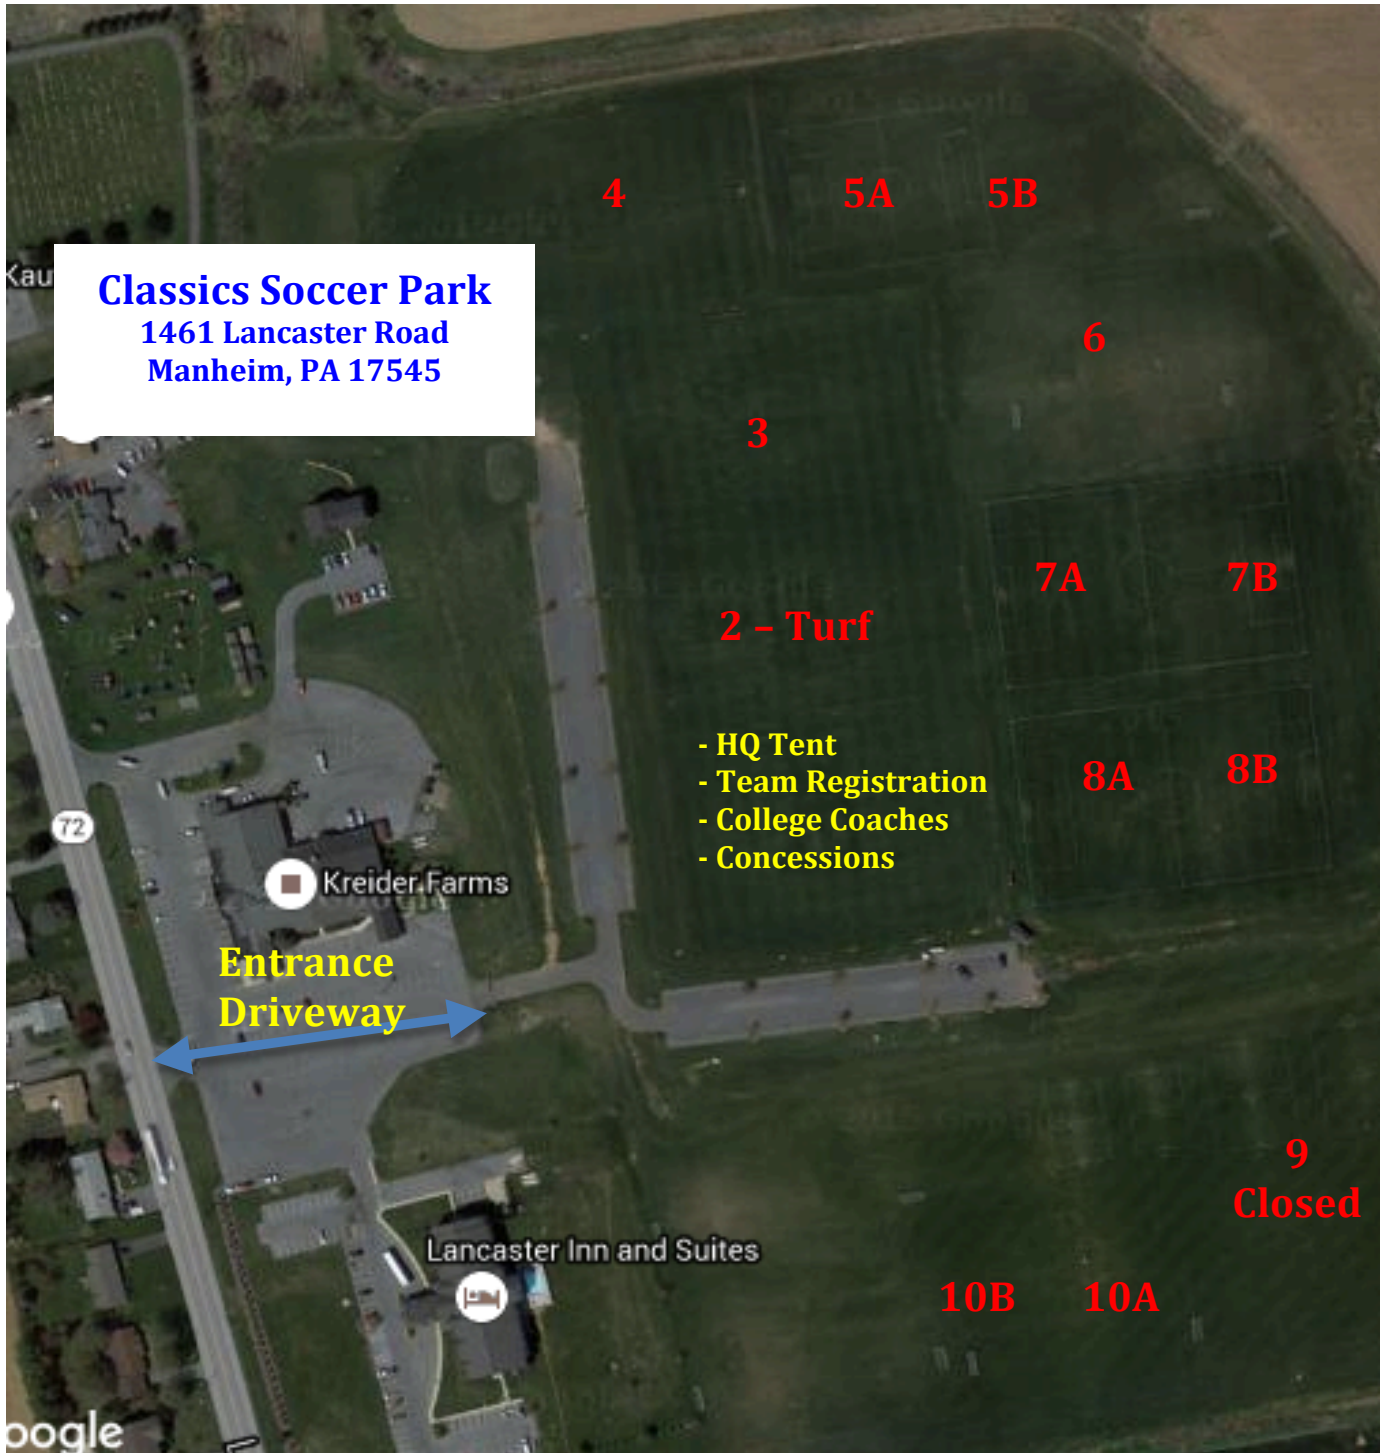 4
5A
5B
Kau
Classics Soccer Park
1461 Lancaster Road
Manheim, PA 17545
6
3
7A
7B
2 – Turf
- HQ Tent
- Team Registration
- College Coaches
- Concessions
8A
8B
72
Kreider Farms
Entrance
Driveway
9
Closed
Lancaster Inn and Suites
10B
10A
oogle